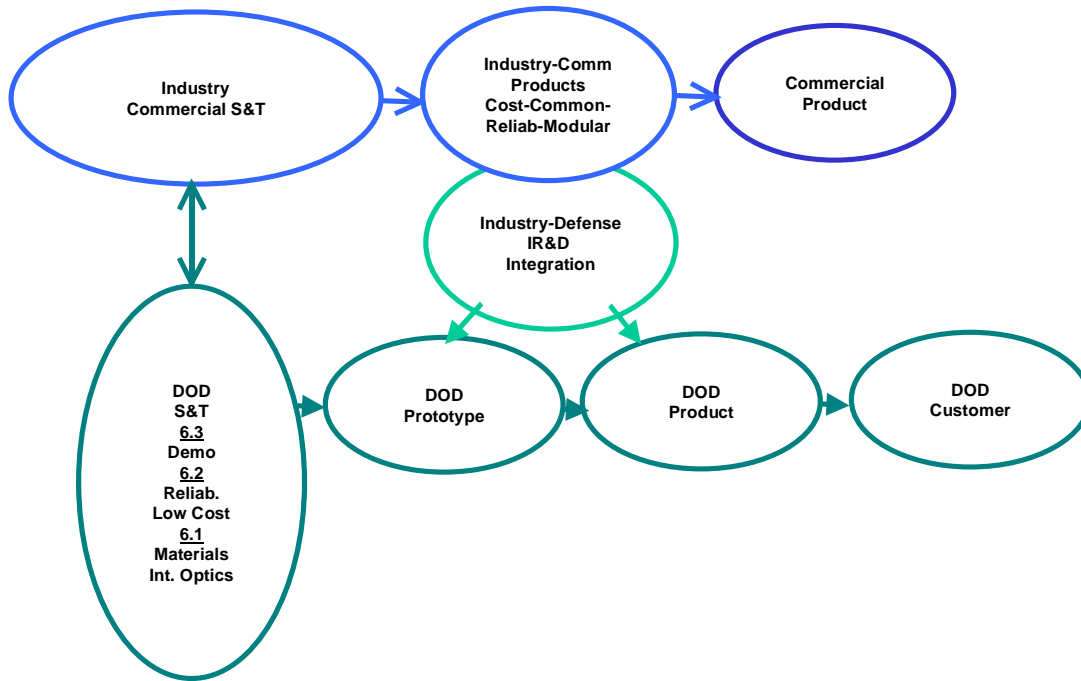 Industry
Commercial S&T
Industry-Comm
Products
Cost-Common-
Reliab-Modular
Commercial
Product
Industry-Defense
IR&D
Integration
DOD
S&T
6.3
Demo
6.2
Reliab.
Low Cost
6.1
Materials
Int. Optics
DOD
Prototype
DOD
Product
DOD
Customer